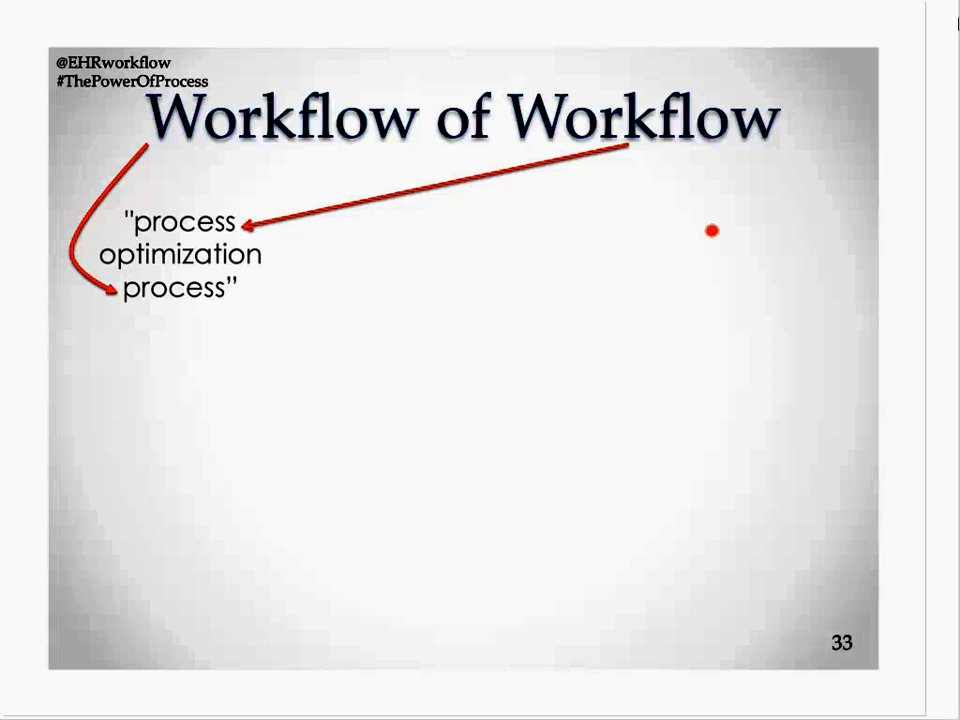 @EHRworkflow
#ThePowerOfProcess
Workflow of Workflow
"process
optimization
process”
33